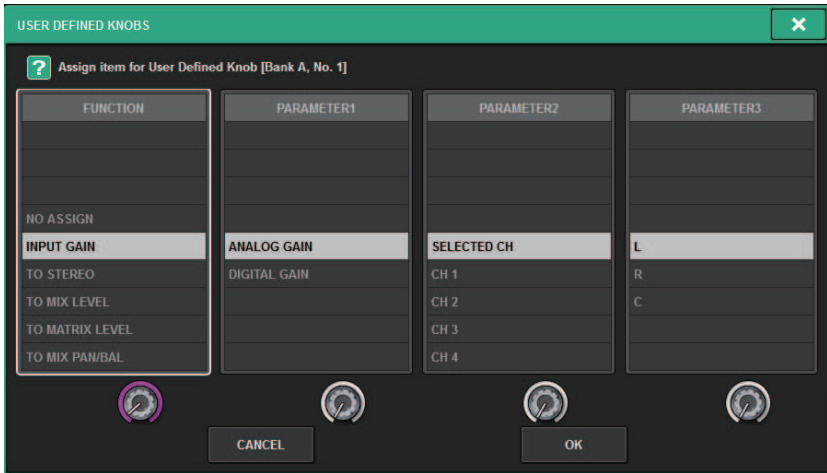 USER DEFINED KNOBS
?
Assign item for User Defined Knob [Bank A, No. 1]
FUNCTION
NO ASSIGN
INPUT GAIN
TO STEREO
TO MIX LEVEL
TO MATRIX LEVEL
TO MIX PAN/BAL
PARAMETER1
ANALOG GAIN
DIGITAL GAIN
PARAMETER2
SELECTED CH
CH 1
CH 2
CH 3
CH 4
PARAMETER3
L
R
C
CANCEL
OK